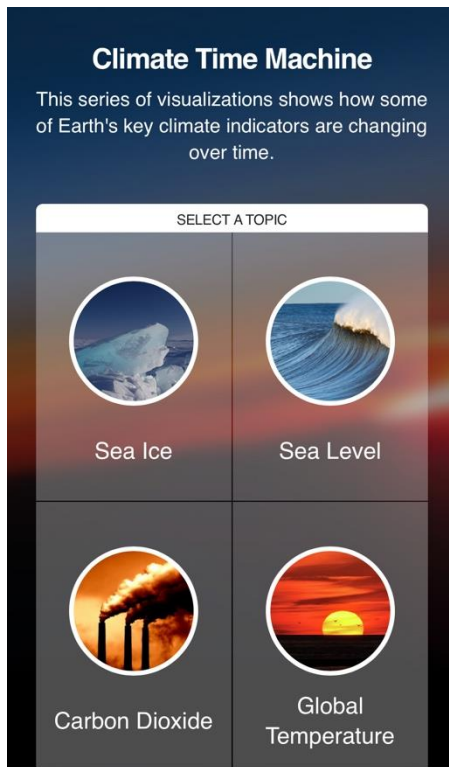 Climate Time Machine
This series of visualizations shows how some
of Earth's key climate indicators are changing
over time.
SELECT A TOPIC
Sea Ice
Sea Level
Carbon Dioxide
Global
Temperature